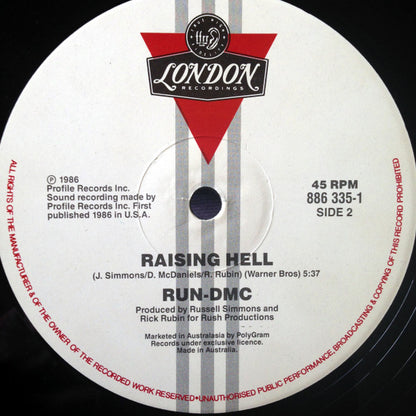 LONDON
RECORDINGS
℗ 1986
Profile Records Inc.
Sound recording made by
Profile Records Inc. First
published 1986 in U.S.A.
45 RPM
886 335-1
SIDE 2
RAISING HELL
(J. Simmons/D. McDaniels/R. Rubin) (Warner Bros) 5:37
RUN-DMC
Produced by Russell Simmons and
Rick Rubin for Rush Productions
Marketed in Australasia by PolyGram
Records under exclusive licence.
Made in Australia.
ALL RIGHTS OF THE MANUFACTURER & OF THE OWNER OF THE RECORDED WORK RESERVED•UNAUTHORISED PUBLIC PERFORMANCE, BROADCASTING & COPYING OF THIS RECORD PROHIBITED